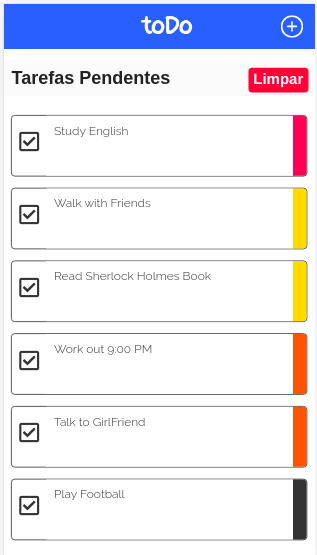 toDo
Tarefas Pendentes
Limpar
Study English
Walk with Friends
Read Sherlock Holmes Book
Work out 9:00 PM
Talk to GirlFriend
Play Football